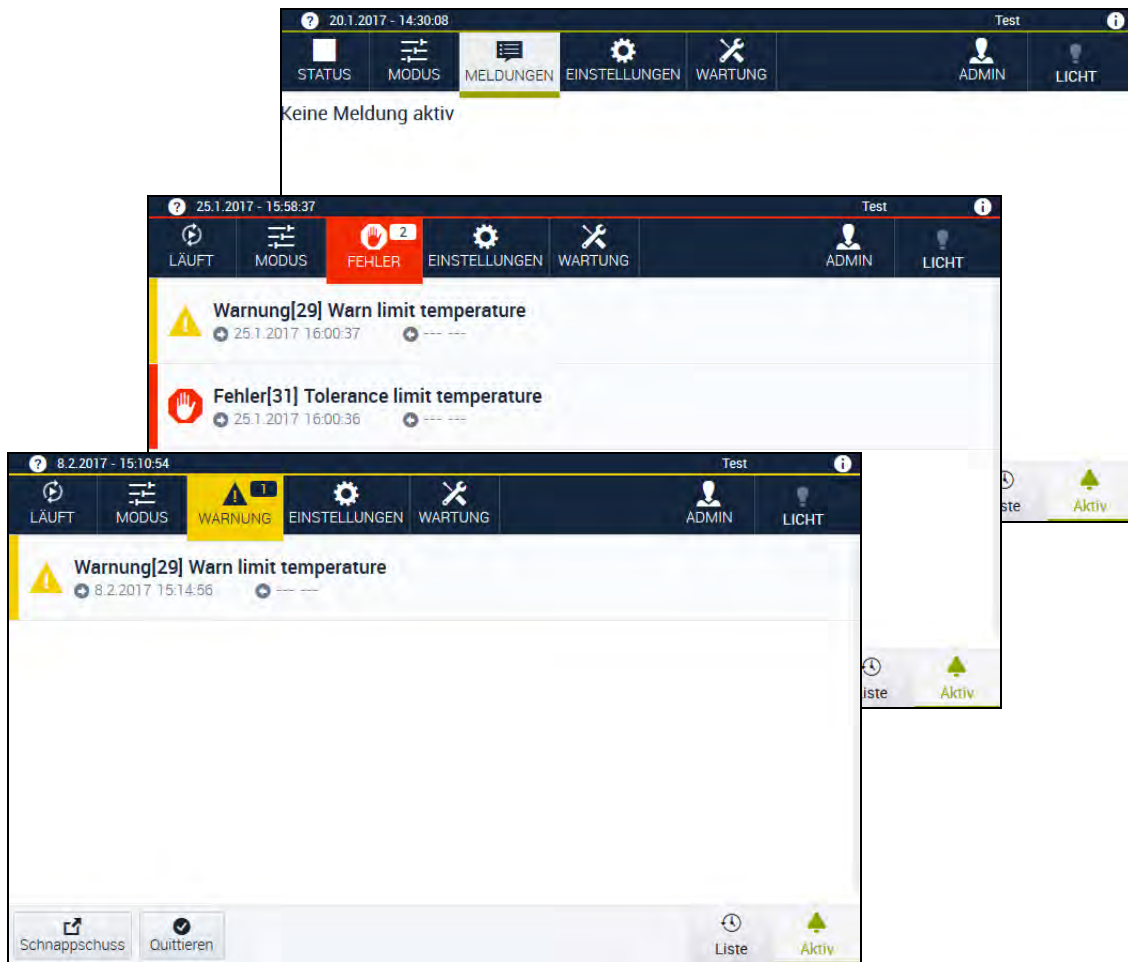 20.1.2017 - 14:30:08 Test
STATUS MODUS MELDUNGEN EINSTELLUNGEN WARTUNG ADMIN LICHT
Keine Meldung aktiv
ste Aktiv
25.1.2017 - 15:58:37 Test
LÄUFT MODUS FEHLER 2 EINSTELLUNGEN WARTUNG ADMIN LICHT
Warnung[29] Warn limit temperature
25.1.2017 16:00:37 --- ---
Fehler[31] Tolerance limit temperature
25.1.2017 16:00:36 --- ---
iste Aktiv
8.2.2017 - 15:10:54 Test
LÄUFT MODUS WARNUNG 1 EINSTELLUNGEN WARTUNG ADMIN LICHT
Warnung[29] Warn limit temperature
8.2.2017 15:14:56 --- ---
Schnappschuss Quittieren Liste Aktiv